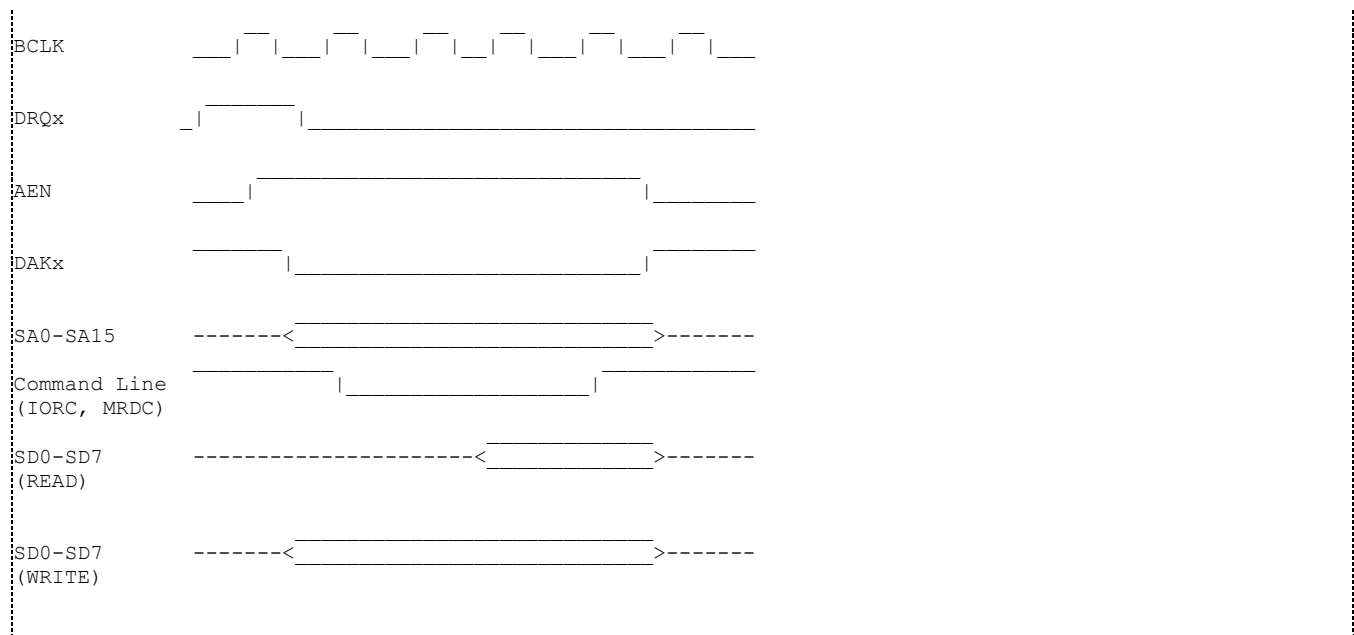 BCLK
DRQx
AEN
DAKx
SA0-SA15
Command Line
(IORC, MRDC)
SD0-SD7
(READ)
SD0-SD7
(WRITE)